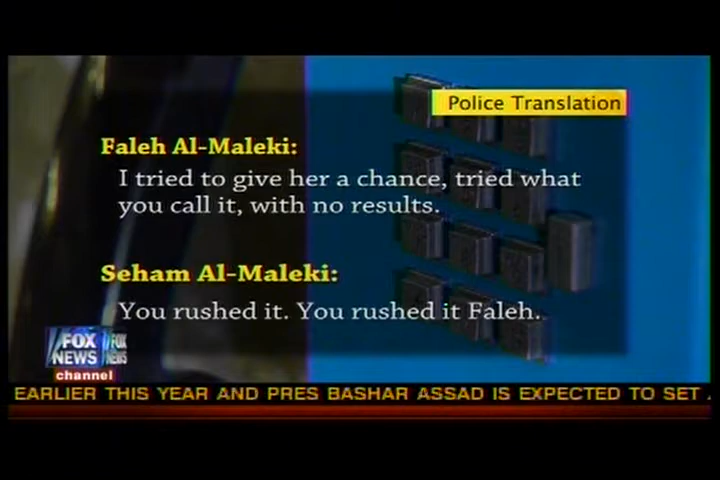 Police Translation
Faleh Al-Maleki:
I tried to give her a chance, tried what
you call it, with no results.
Seham Al-Maleki:
You rushed it. You rushed it Faleh.
FOX
NEWS
channel
FOX
NEWS
EARLIER THIS YEAR AND PRES BASHAR ASSAD IS EXPECTED TO SET